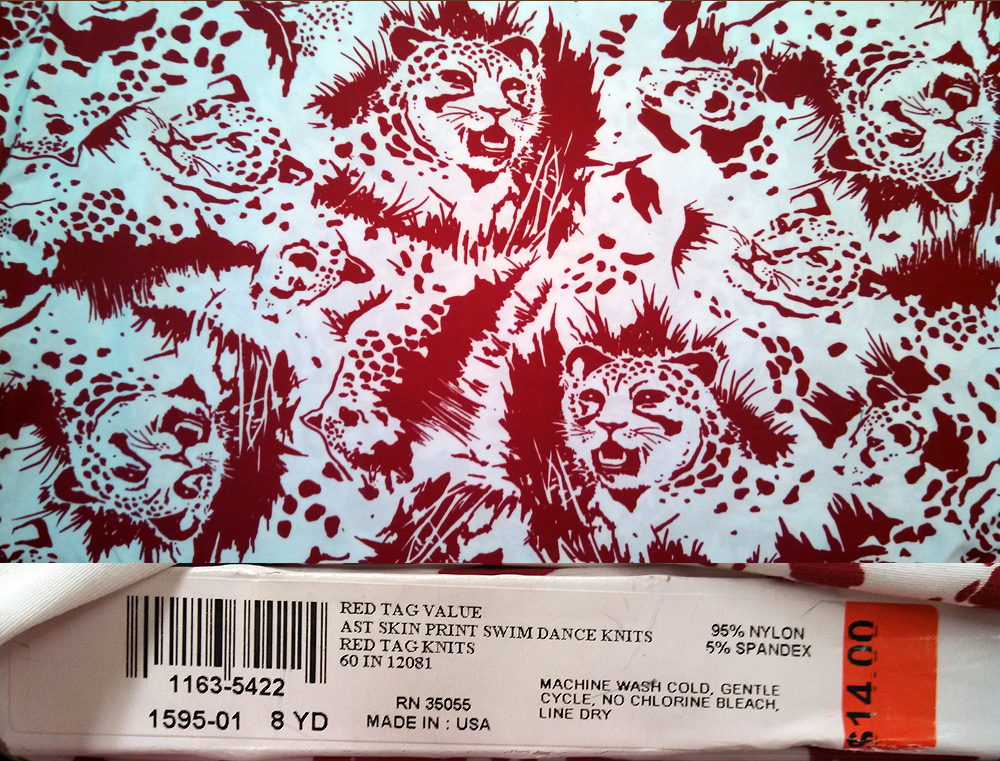 RED TAG VALUE
AST SKIN PRINT SWIM DANCE KNITS
RED TAG KNITS
60 IN 12081
95% NYLON
5% SPANDEX
1163-5422
1595-01 8 YD
RN 35055
MADE IN : USA
MACHINE WASH COLD, GENTLE
CYCLE, NO CHLORINE BLEACH,
LINE DRY
$14.00